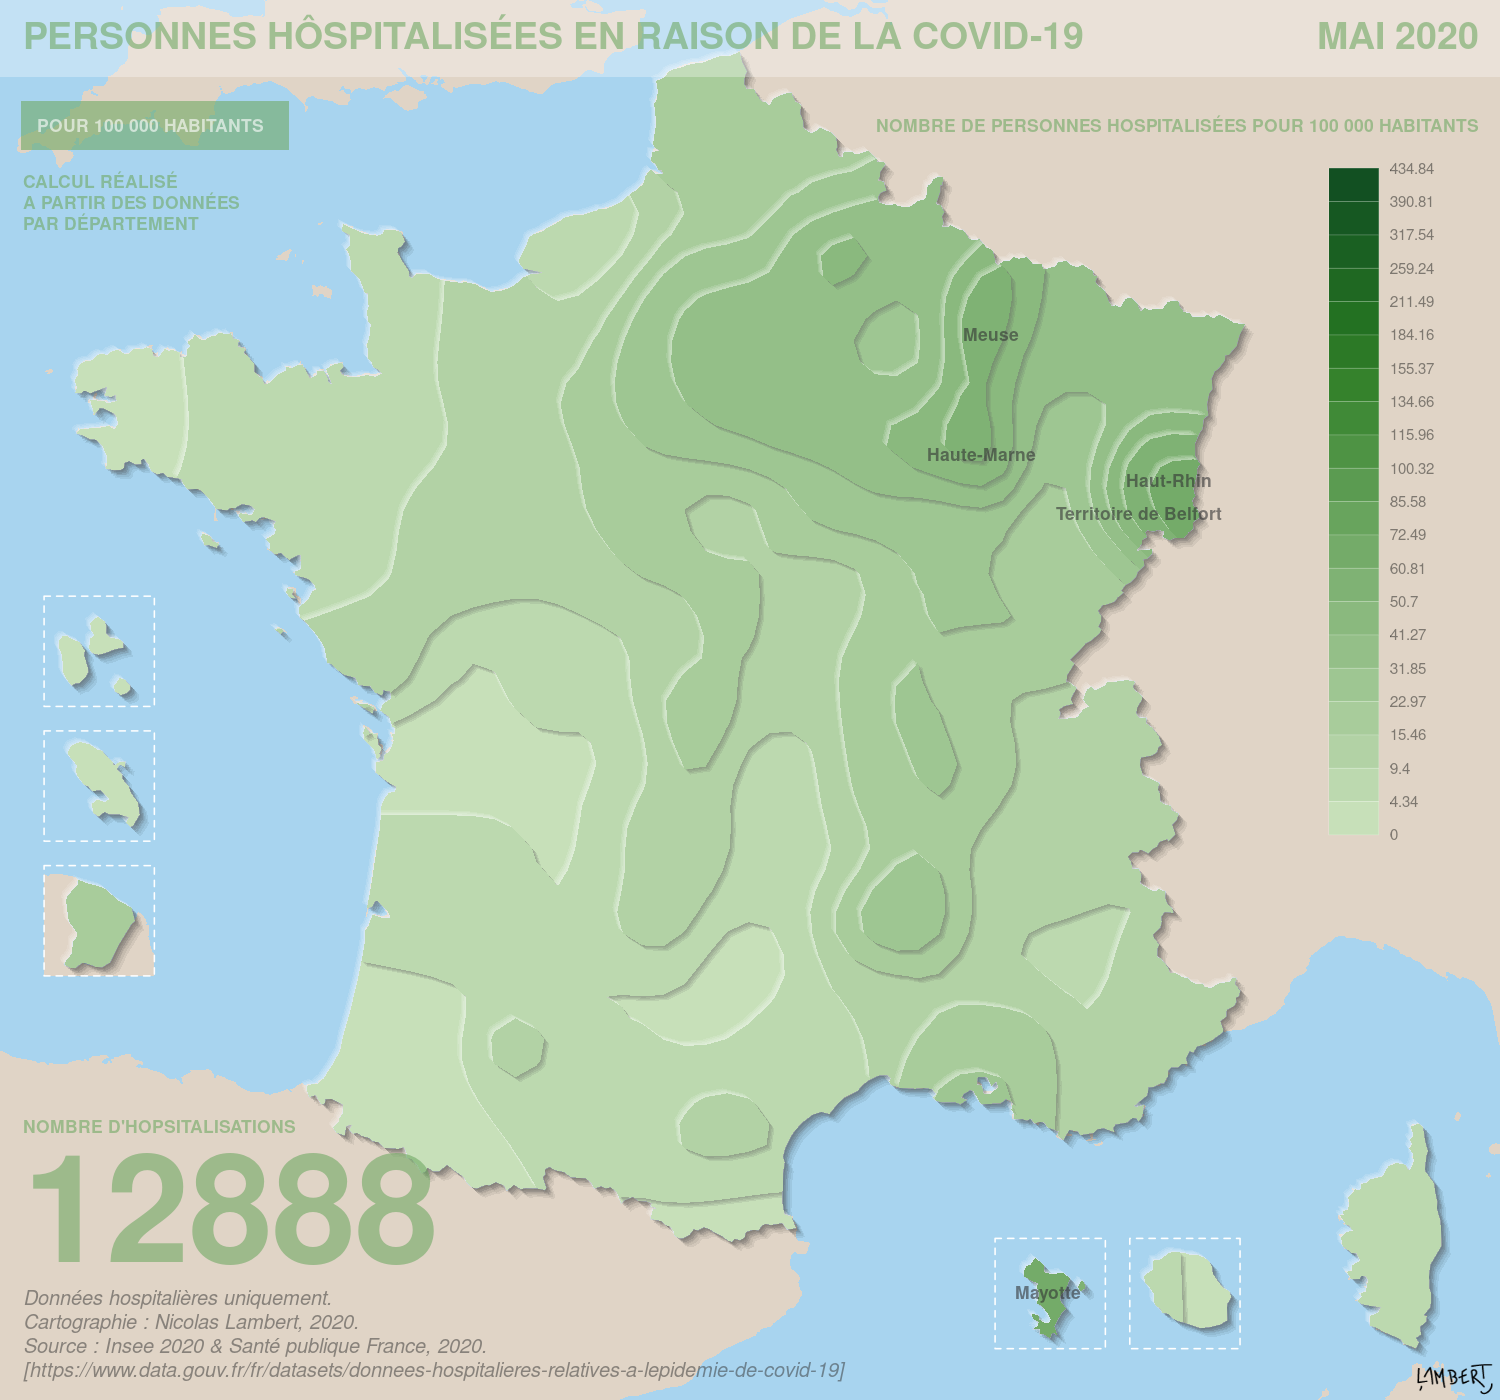 PERSONNES HÔSPITALISÉES EN RAISON DE LA COVID-19
MAI 2020
POUR 100 000 HABITANTS
NOMBRE DE PERSONNES HOSPITALISÉES POUR 100 000 HABITANTS
CALCUL RÉALISÉ
A PARTIR DES DONNÉES
PAR DÉPARTEMENT
434.84
390.81
317.54
259.24
211.49
184.16
155.37
134.66
115.96
100.32
85.58
72.49
60.81
50.7
41.27
31.85
22.97
15.46
9.4
4.34
0
Meuse
Haute-Marne
Haut-Rhin
Territoire de Belfort
Mayotte
NOMBRE D'HOPSITALISATIONS
12888
Données hospitalières uniquement.
Cartographie : Nicolas Lambert, 2020.
Source : Insee 2020 & Santé publique France, 2020.
[https://www.data.gouv.fr/fr/datasets/donnees-hospitalieres-relatives-a-lepidemie-de-covid-19]
LAMBERT